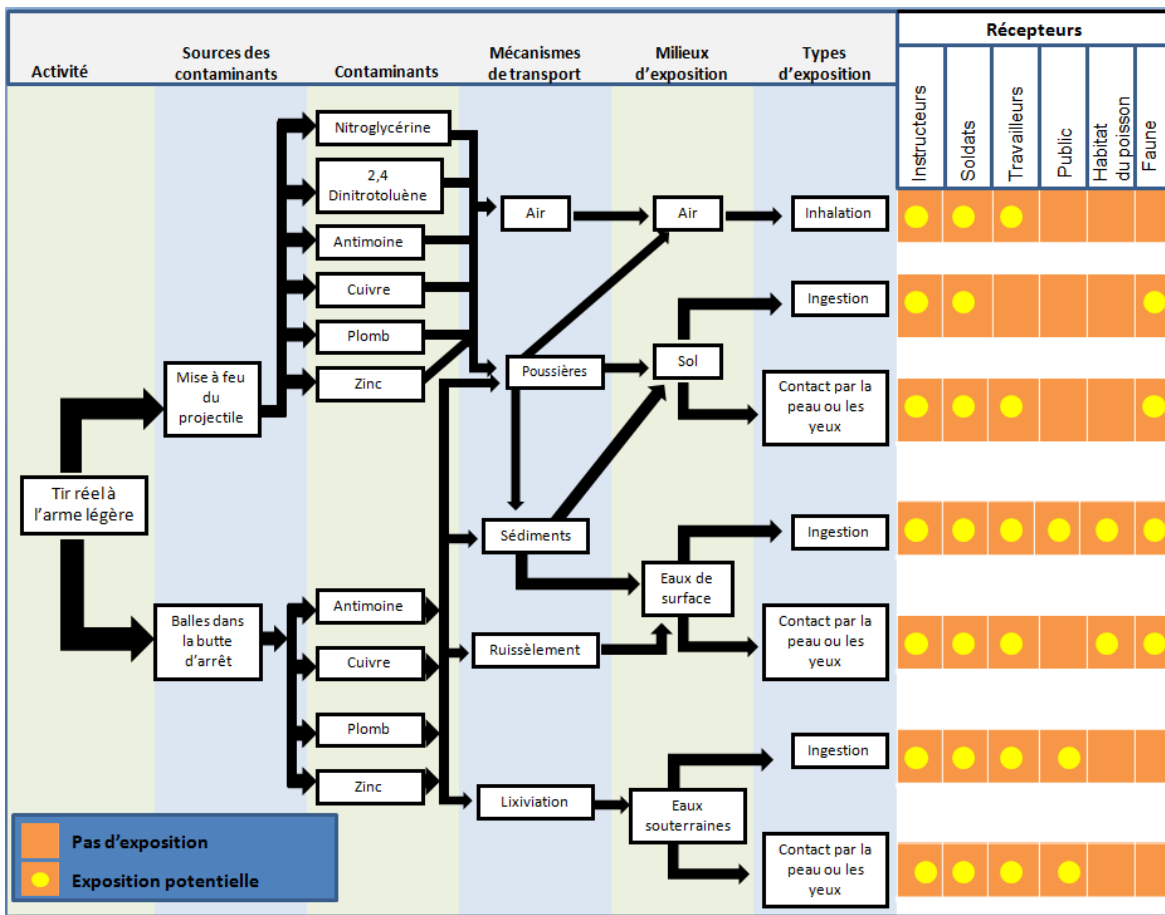 Récepteurs
Activité
Sources des
contaminants
Contaminants
Mécanismes
de transport
Milieux
d'exposition
Types
d'exposition
Instructeurs
Soldats
Travailleurs
Public
Habitat
du poisson
Faune
Tir réel à
l'arme légère
Mise à feu
du
projectile
Balles dans
la butte
d'arrêt
Nitroglycérine
2,4
Dinitrotoluène
Antimoine
Cuivre
Plomb
Zinc
Antimoine
Cuivre
Plomb
Zinc
Air
Poussières
Sédiments
Ruissèlement
Lixiviation
Air
Sol
Eaux de
surface
Eaux
souterraines
Inhalation
Ingestion
Contact par la
peau ou les
yeux
Ingestion
Contact par la
peau ou les
yeux
Ingestion
Contact par la
peau ou les
yeux
Pas d'exposition
Exposition potentielle